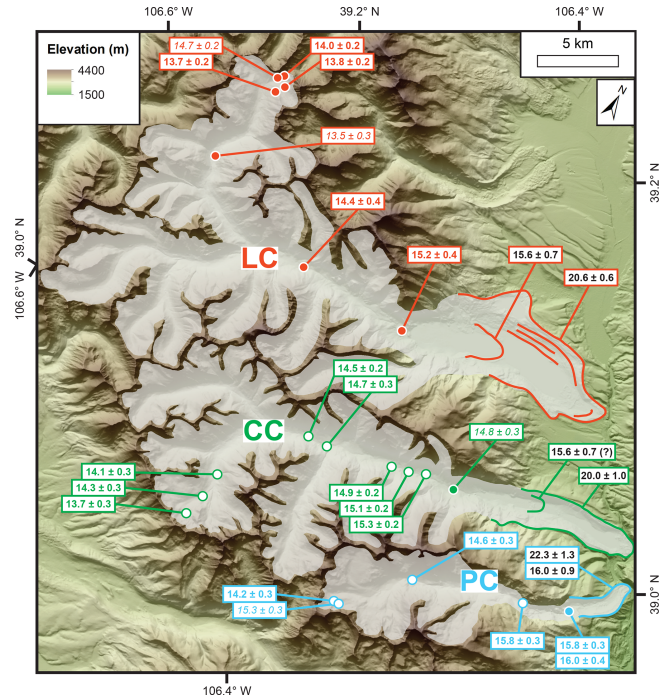 106.6° W
39.2° W
106.4° W
Elevation (m)
4400
1500
5 km
N
14.7 ± 0.2
14.0 ± 0.2
13.7 ± 0.2
13.8 ± 0.2
13.5 ± 0.3
39.2° N
14.4 ± 0.4
39.0° N
106.6° W
LC
15.2 ± 0.4
15.6 ± 0.7
20.6 ± 0.6
14.5 ± 0.2
14.7 ± 0.3
CC
14.8 ± 0.3
15.6 ± 0.7 (?)
14.1 ± 0.3
14.3 ± 0.3
13.7 ± 0.3
20.0 ± 1.0
14.9 ± 0.2
15.1 ± 0.2
15.3 ± 0.2
14.6 ± 0.3
22.3 ± 1.3
16.0 ± 0.9
PC
14.2 ± 0.3
15.3 ± 0.3
39.0° N
15.8 ± 0.3
15.8 ± 0.3
16.0 ± 0.4
106.4° W